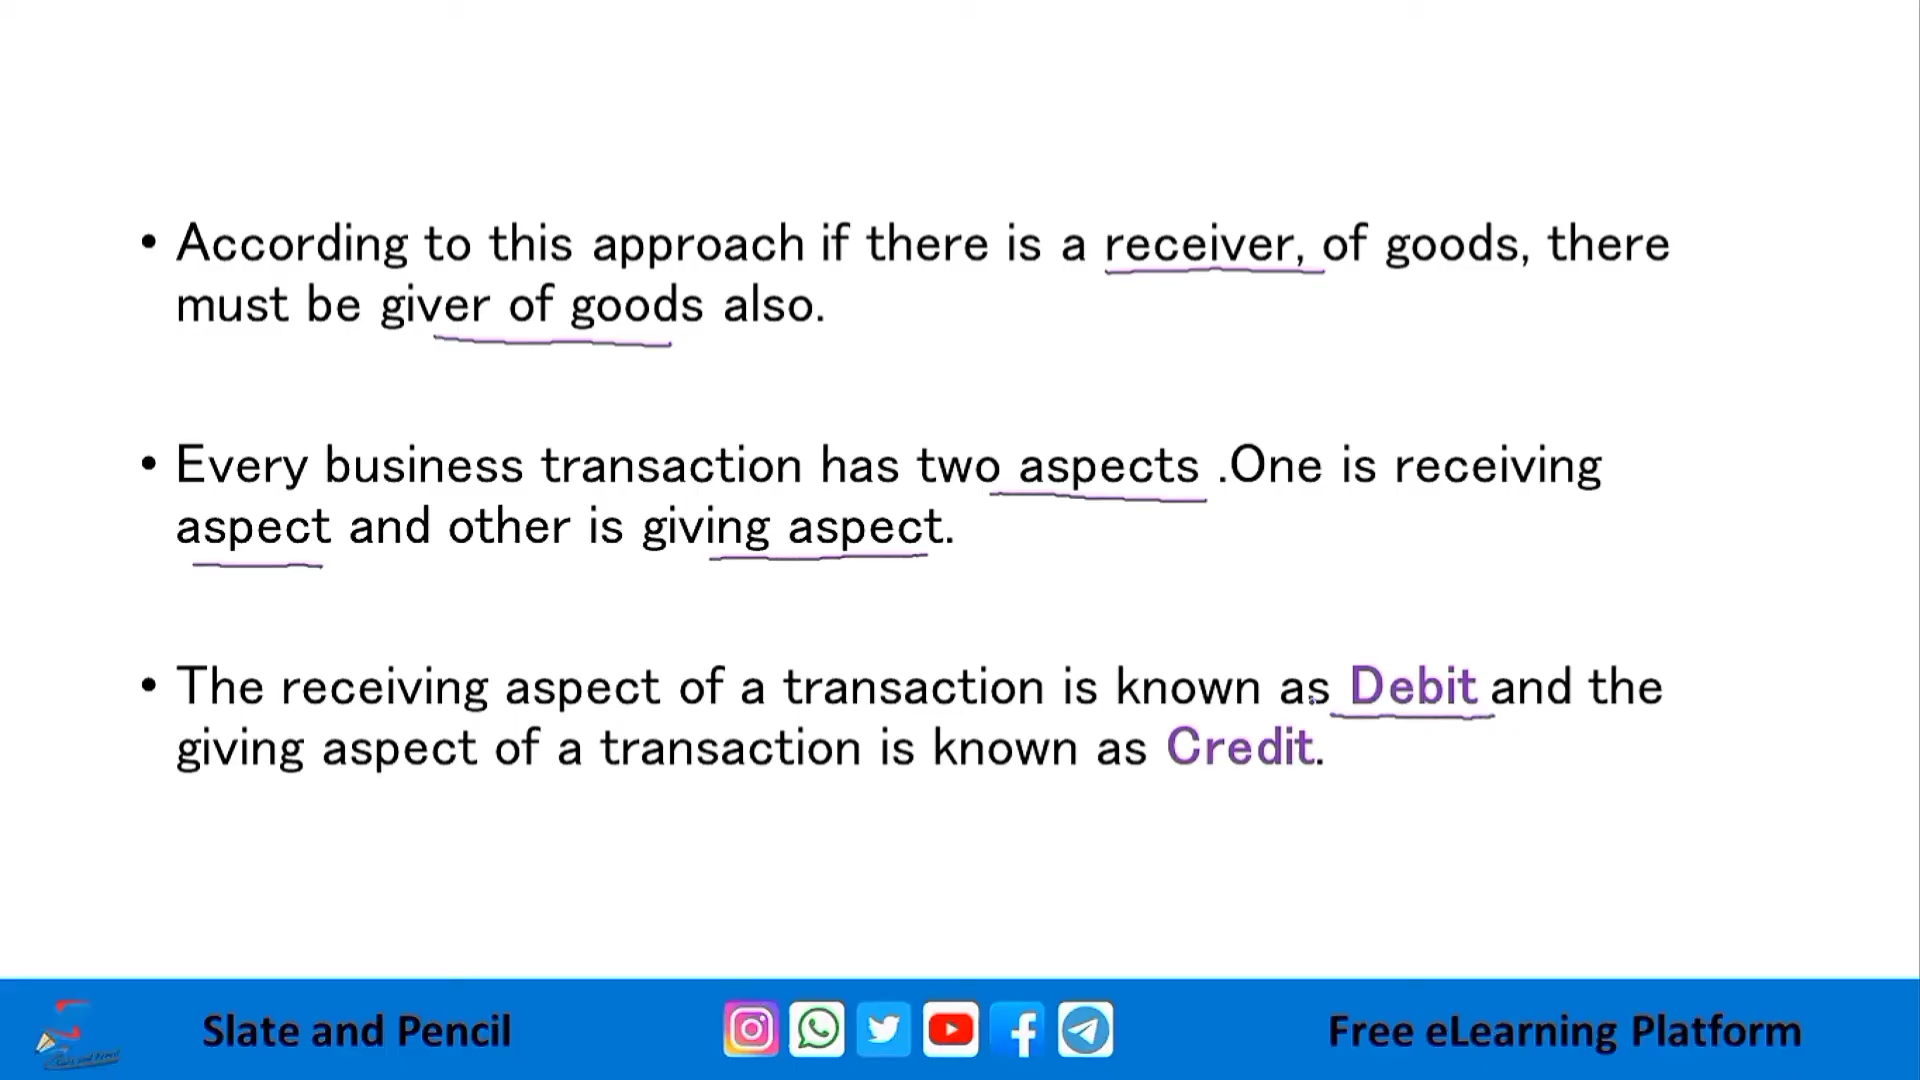 • According to this approach if there is a receiver, of goods, there
must be giver of goods also.
• Every business transaction has two aspects .One is receiving
aspect and other is giving aspect.
• The receiving aspect of a transaction is known as Debit and the
giving aspect of a transaction is known as Credit.
Slate and Pencil
Free eLearning Platform